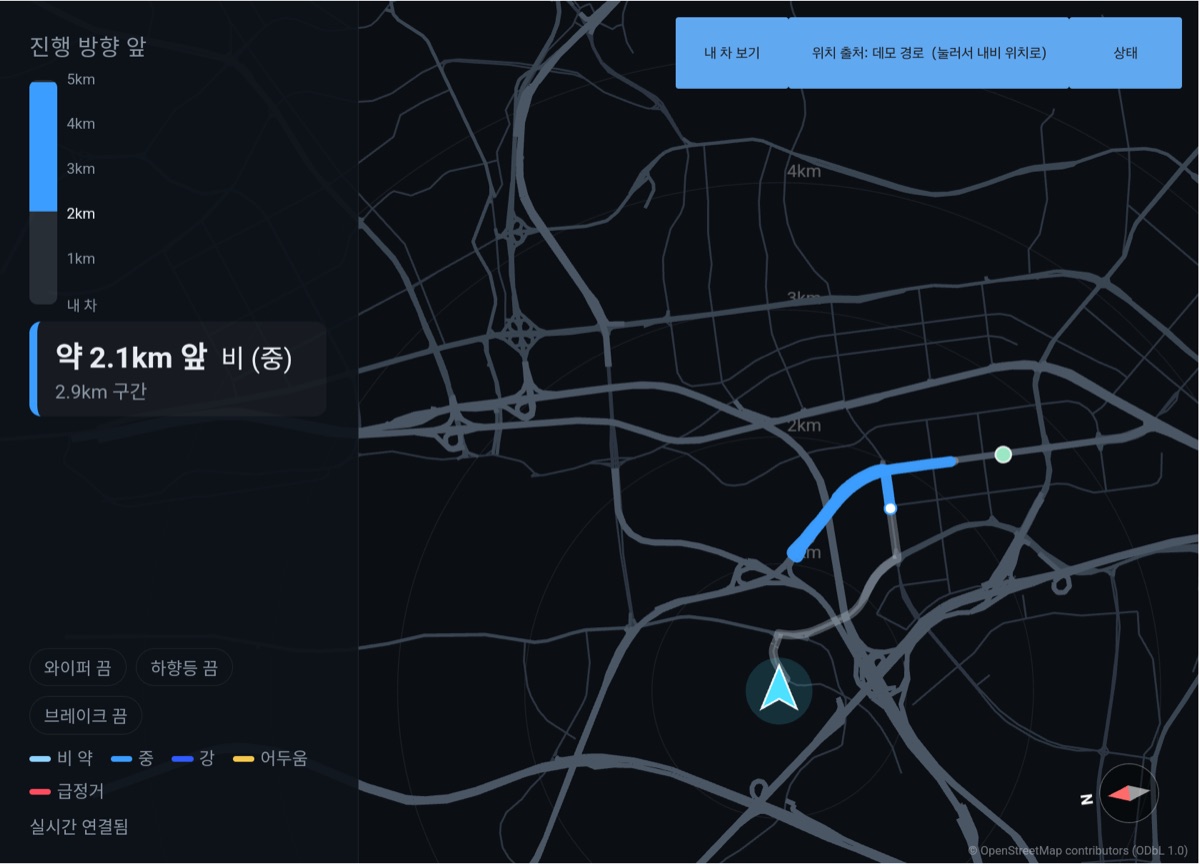 진행 방향 앞
5km
4km
3km
2km
1km
내 차
약 2.1km 앞 비 (중)
2.9km 구간
와이퍼 끔
하향등 끔
브레이크 끔
비 약
중
강
어두움
급정거
실시간 연결됨
내 차 보기
위치 출처: 데모 경로 (눌러서 내비 위치로)
상태
4km
3km
2km
N
© OpenStreetMap contributors (ODbL 1.0)